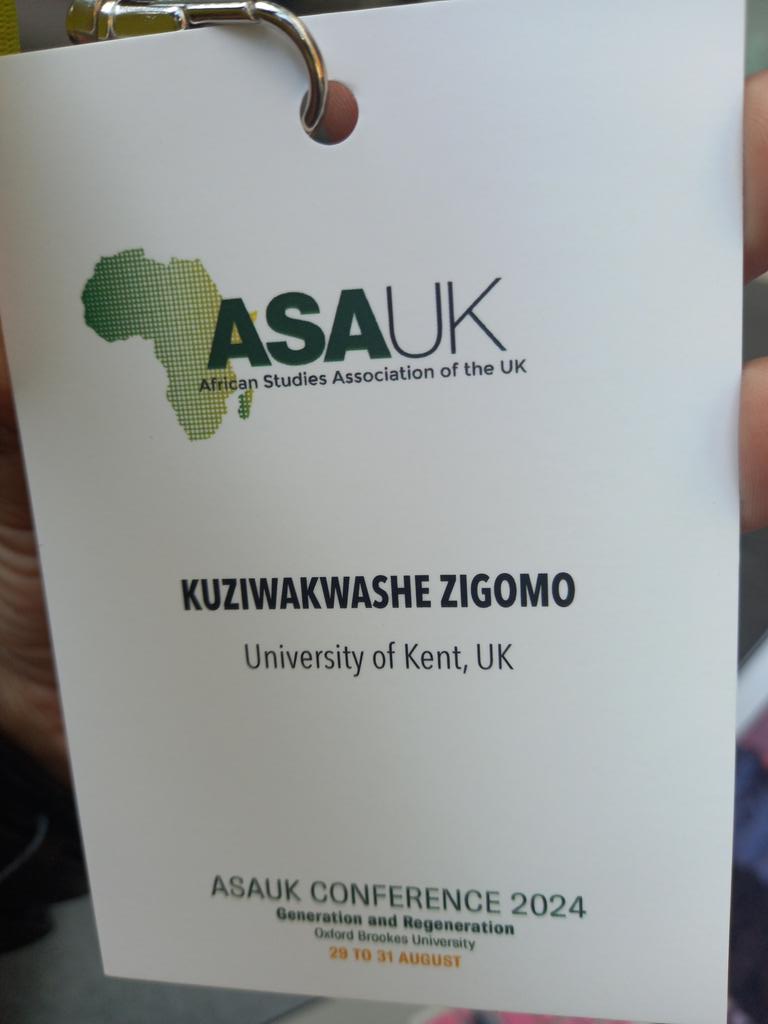 ASAUK
African Studies Association of the UK
KUZIWAKWASHE ZIGOMO
University of Kent, UK
ASAUK CONFERENCE 2024
Generation and Regeneration
Oxford Brookes University
29 TO 31 AUGUST